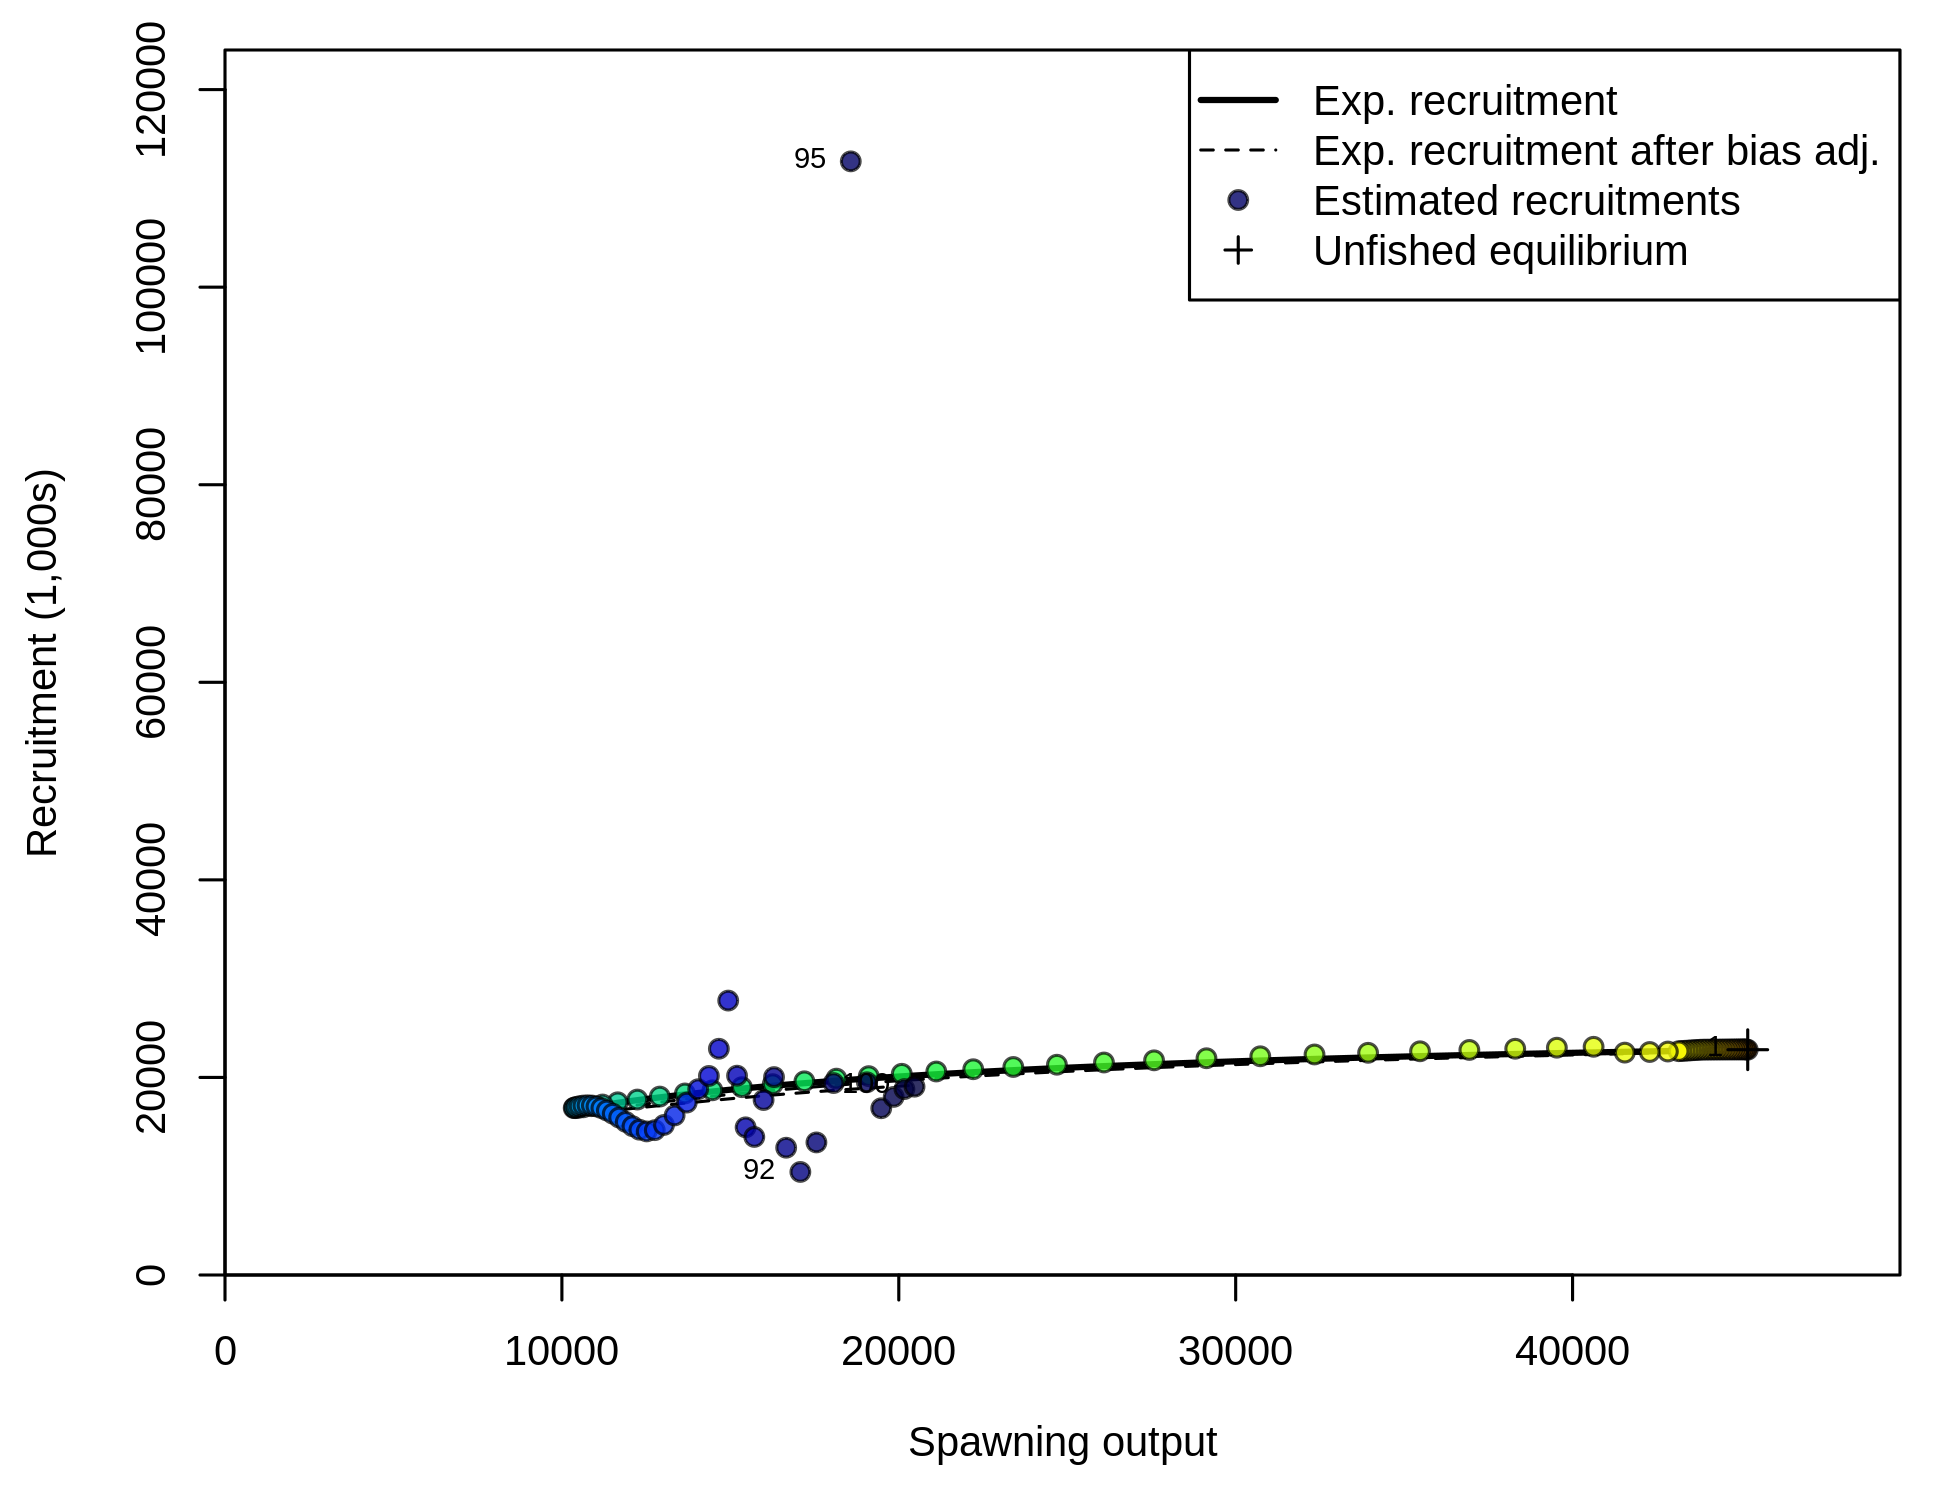 120000
100000
80000
60000
40000
20000
0
Recruitment (1,000s)
0
10000
20000
30000
40000
Spawning output
Exp. recruitment
Exp. recruitment after bias adj.
Estimated recruitments
Unfished equilibrium
95
92
1